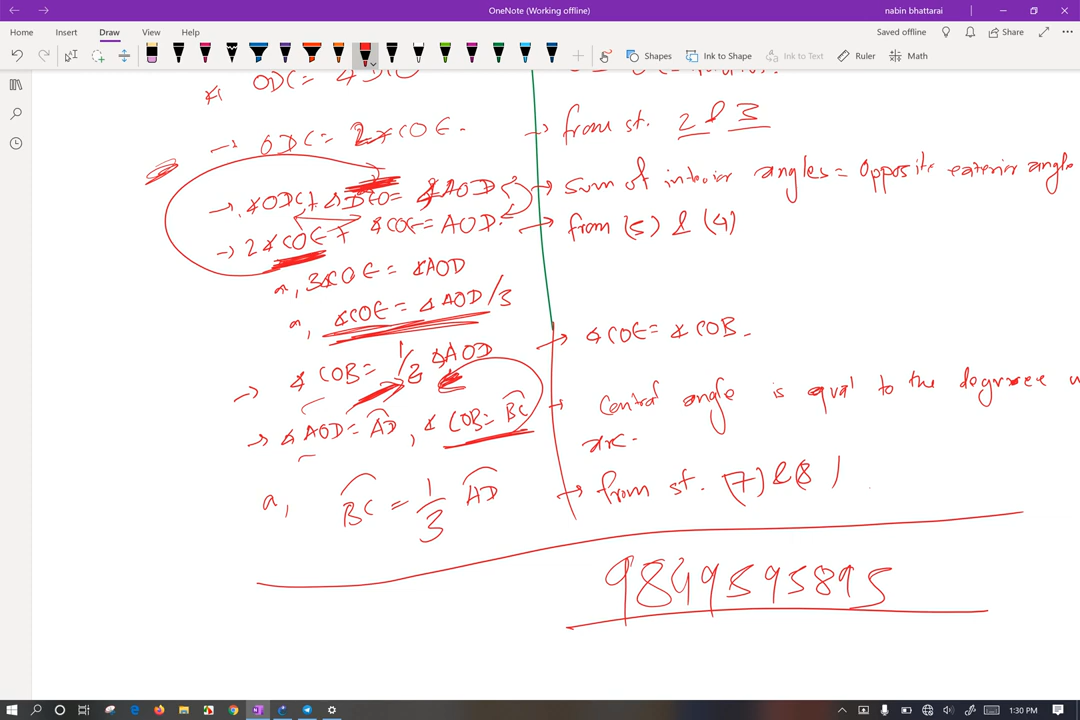 OneNote (Working offline)
nabin bhattarai
Home Insert Draw View Help
Saved offline
Share
Shapes
Ink to Shape
Ink to Text
Ruler
Math
∡ ODC =
→ ODC = 2∡COE. → from st. 2 & 3
→ ∡ODC + ∡DEO = ∡AOD → sum of interior angles = opposite exterior angle
→ 2∡COE + ∡COE = AOD. → from (5) & (4)
a, 3∡COE = ∡AOD
a, ∡COE = ∡AOD/3
→ ∡COE = ∡COB.
→ ∡COB = 1/3 ∡AOD
→ ∡AOD = AD, ∡COB = BC → Central angle is equal to the degree
arc.
a, BC = 1/3 AD → from st. (7) & (8)
9849595895
1:30 PM